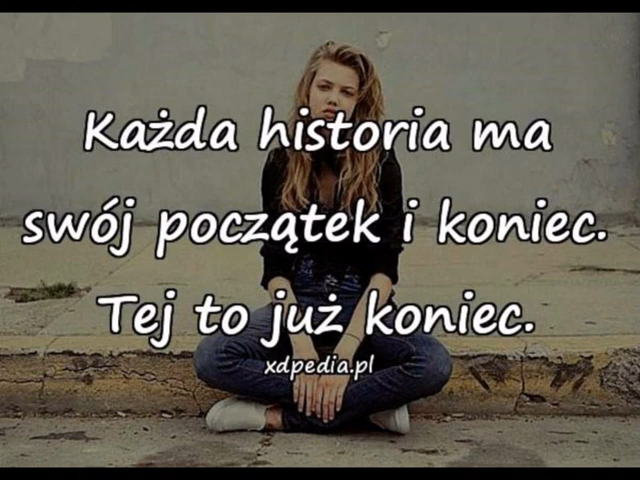 Każda historia ma
swój początek i koniec.
Tej to już koniec.
xdpedia.pl